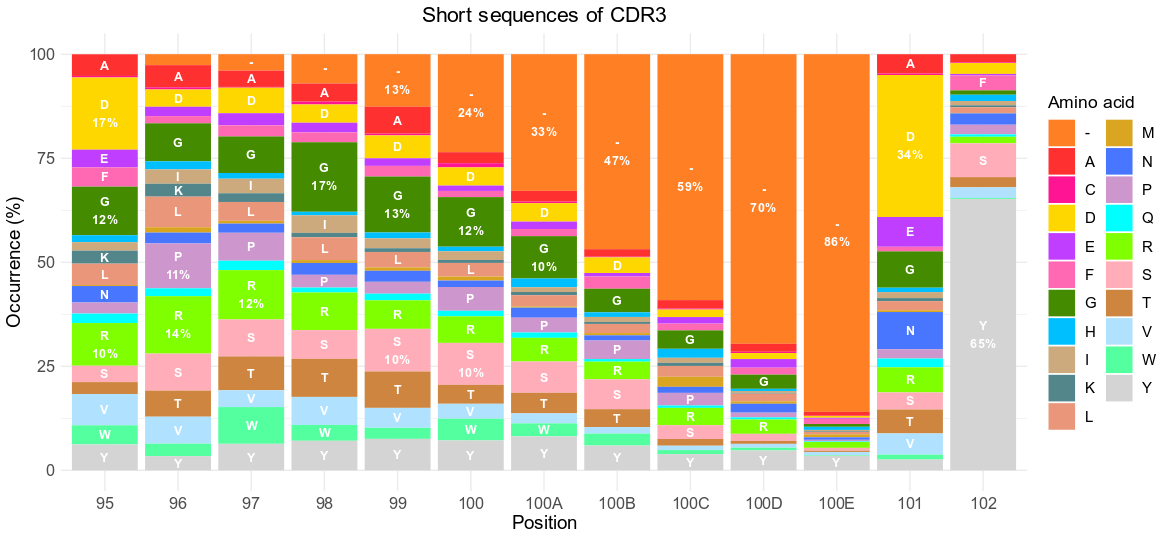 Short sequences of CDR3
Occurrence (%)
100
75
50
25
0
A
D
17%
E
F
G
12%
K
L
N
R
10%
S
V
W
Y
A
D
G
I
K
L
P
11%
R
14%
S
T
V
Y
-
A
D
G
I
L
P
R
12%
S
T
V
W
Y
-
A
D
G
17%
I
L
P
R
S
T
V
W
Y
-
13%
A
D
G
13%
L
R
S
10%
T
V
Y
-
24%
D
G
12%
L
P
R
S
10%
T
V
W
Y
-
33%
D
G
10%
P
R
S
T
W
Y
-
47%
D
G
P
R
S
T
Y
-
59%
G
P
R
S
Y
-
70%
G
R
Y
-
86%
Y
A
D
34%
E
G
N
R
S
T
V
F
S
Y
65%
95 96 97 98 99 100 100A 100B 100C 100D 100E 101 102
Position
Amino acid
- M
A N
C P
D Q
E R
F S
G T
H V
I W
K Y
L